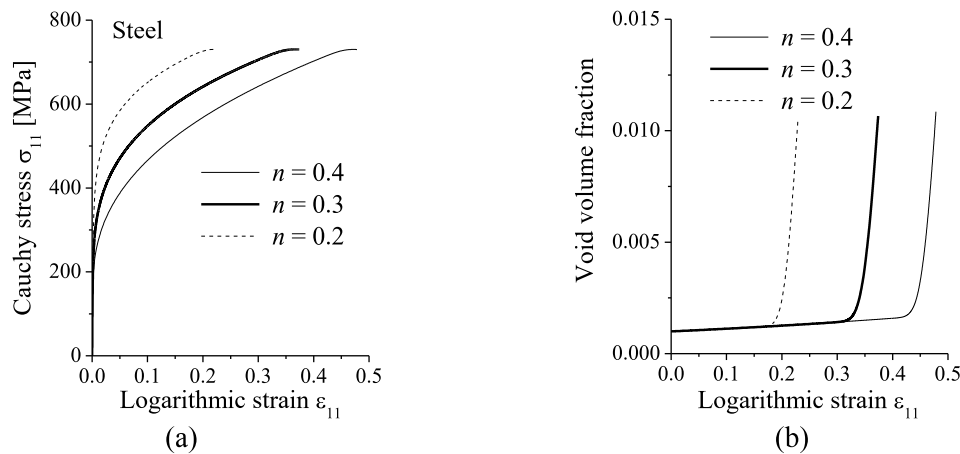 Steel
Cauchy stress σ11 [MPa]
800
600
400
200
0
n = 0.4
n = 0.3
n = 0.2
0.0 0.1 0.2 0.3 0.4 0.5
Logarithmic strain ε11
(a)
Void volume fraction
0.015
0.010
0.005
0.000
n = 0.4
n = 0.3
n = 0.2
0.0 0.1 0.2 0.3 0.4 0.5
Logarithmic strain ε11
(b)